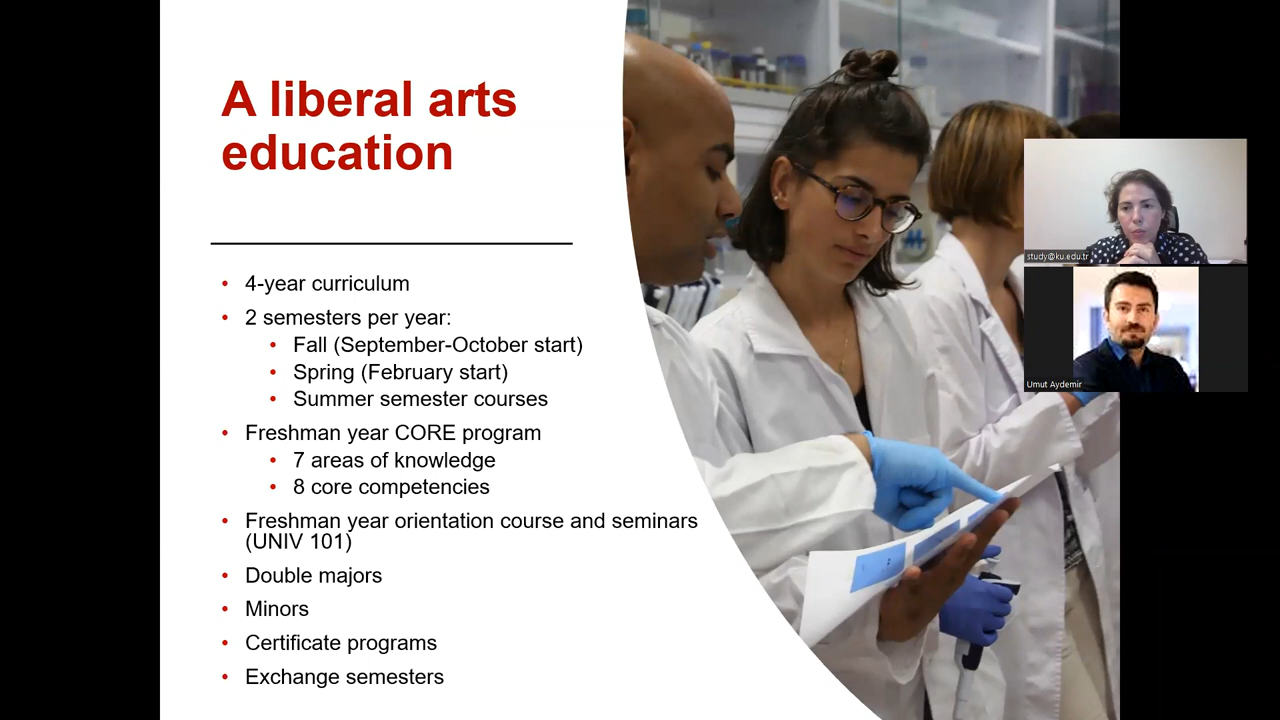 A liberal arts
education
• 4-year curriculum
• 2 semesters per year:
• Fall (September-October start)
• Spring (February start)
• Summer semester courses
• Freshman year CORE program
• 7 areas of knowledge
• 8 core competencies
• Freshman year orientation course and seminars
(UNIV 101)
• Double majors
• Minors
• Certificate programs
• Exchange semesters
study@ku.edu.tr
Umut Aydemir